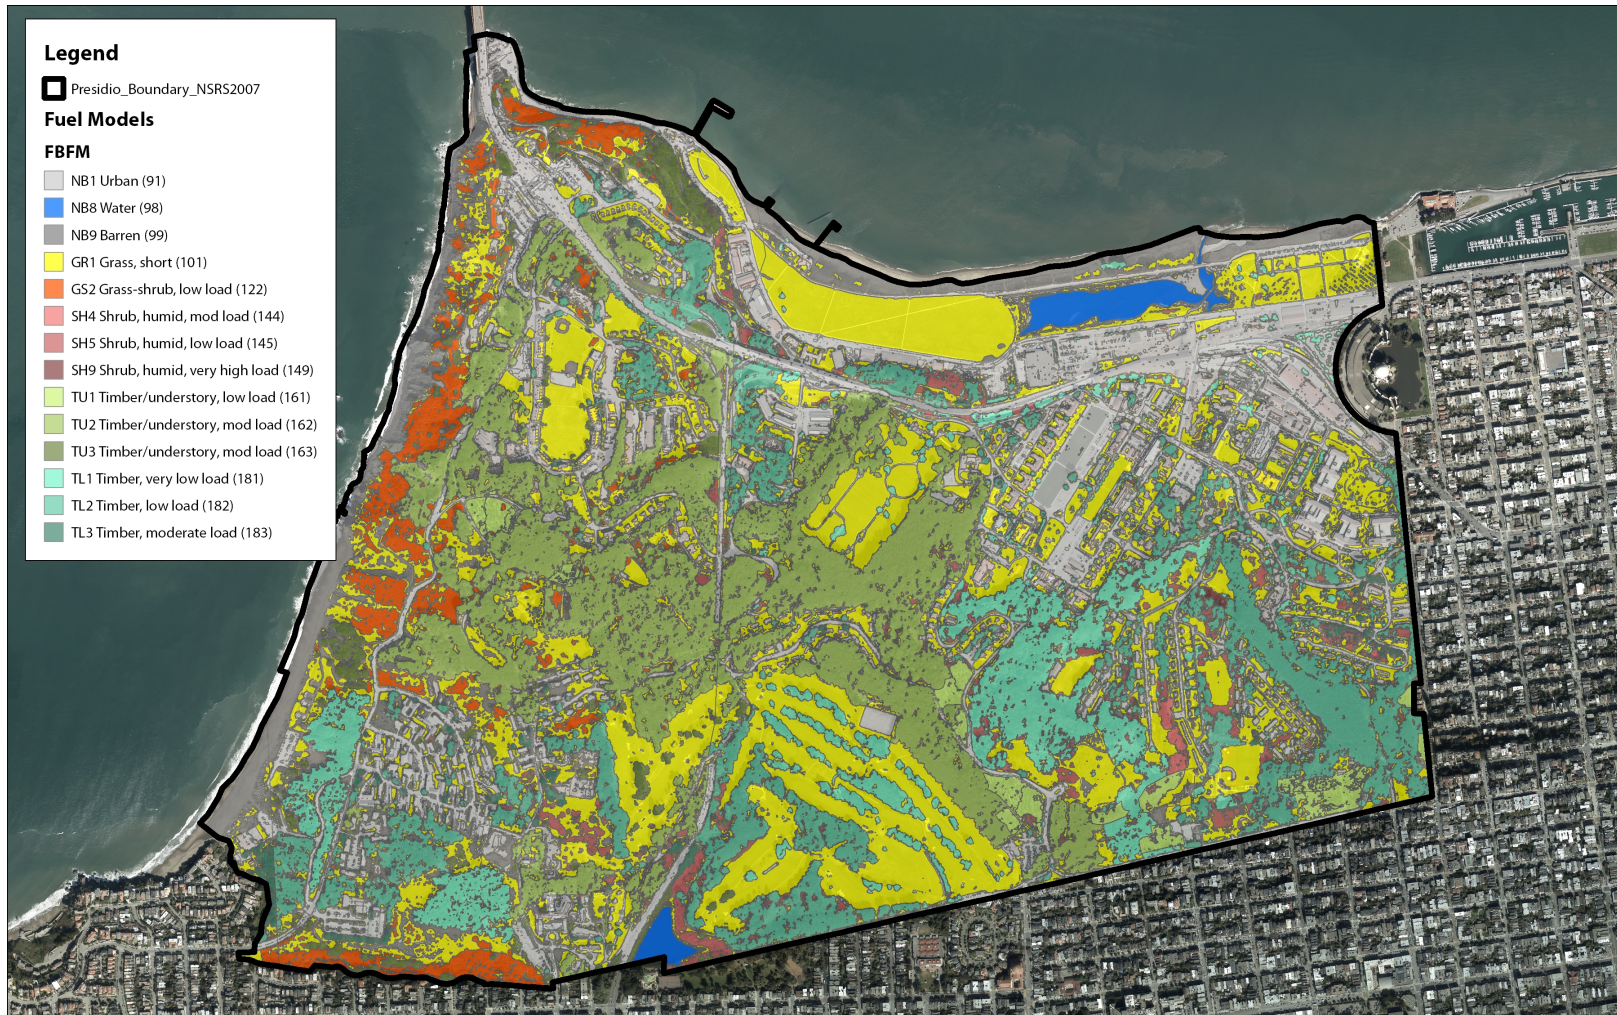 Legend
Presidio_Boundary_NSRS2007
Fuel Models
FBFM
NB1 Urban (91)
NB8 Water (98)
NB9 Barren (99)
GR1 Grass, short (101)
GS2 Grass-shrub, low load (122)
SH4 Shrub, humid, mod load (144)
SH5 Shrub, humid, low load (145)
SH9 Shrub, humid, very high load (149)
TU1 Timber/understory, low load (161)
TU2 Timber/understory, mod load (162)
TU3 Timber/understory, mod load (163)
TL1 Timber, very low load (181)
TL2 Timber, low load (182)
TL3 Timber, moderate load (183)